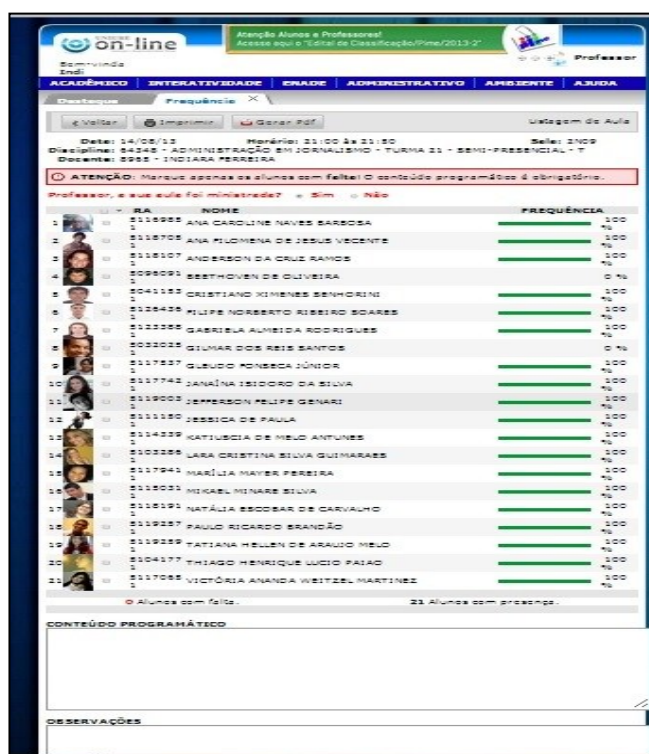 UNIUBE
on-line
Atenção Alunos e Professores!
Acesse aqui o "Edital de Classificação/Pime/2013-2"
Bem-vinda
Indi
Professor
ACADÊMICO INTERATIVIDADE ENADE ADMINISTRATIVO AMBIENTE AJUDA
Destaque Frequência X
Voltar Imprimir Gerar Pdf Listagem de Aula
Data: 14/08/13 Horário: 21:00 às 21:50 Sala: 2N09
Disciplina: 64346 - ADMINISTRAÇÃO EM JORNALISMO - TURMA 21 - SEMI-PRESENCIAL - T
Docente: 8968 - INDIARA FERREIRA
ATENÇÃO: Marque apenas os alunos com falta! O conteúdo programático é obrigatório.
Professor, a sua aula foi ministrada? Sim Não
RA NOME FREQUÊNCIA
1 ANA CAROLINE NAVES BARBOSA 100 %
2 ANA FILOMENA DE JESUS VECENTE 100 %
3 ANDERSON DA CRUZ RAMOS 100 %
4 BEETHOVEN DE OLIVEIRA 0 %
5 CRISTIANO XIMENES SENHORINI 100 %
6 FILIPE NORBERTO RIBEIRO SOARES 100 %
7 GABRIELA ALMEIDA RODRIGUES 100 %
8 GILMAR DOS REIS SANTOS 0 %
9 GLEUDO FONSECA JÚNIOR 100 %
10 JANAÍNA ISIDORO DA SILVA 100 %
11 JEFFERSON FELIPE GENARI 100 %
12 JESSICA DE PAULA 100 %
13 KATIUSCIA DE MELO ANTUNES 100 %
14 LARA CRISTINA SILVA GUIMARAES 100 %
15 MARÍLIA MAYER PEREIRA 100 %
16 MIKAEL MINARE SILVA 100 %
17 NATÁLIA ESCOBAR DE CARVALHO 100 %
18 PAULO RICARDO BRANDÃO 100 %
19 TATIANA HELLEN DE ARAUJO MELO 100 %
20 THIAGO HENRIQUE LUCIO PAIAO 100 %
21 VICTÓRIA ANANDA WEITZEL MARTINEZ 100 %
0 Alunos com falta. 21 Alunos com presença.
CONTEÚDO PROGRAMÁTICO
OBSERVAÇÕES